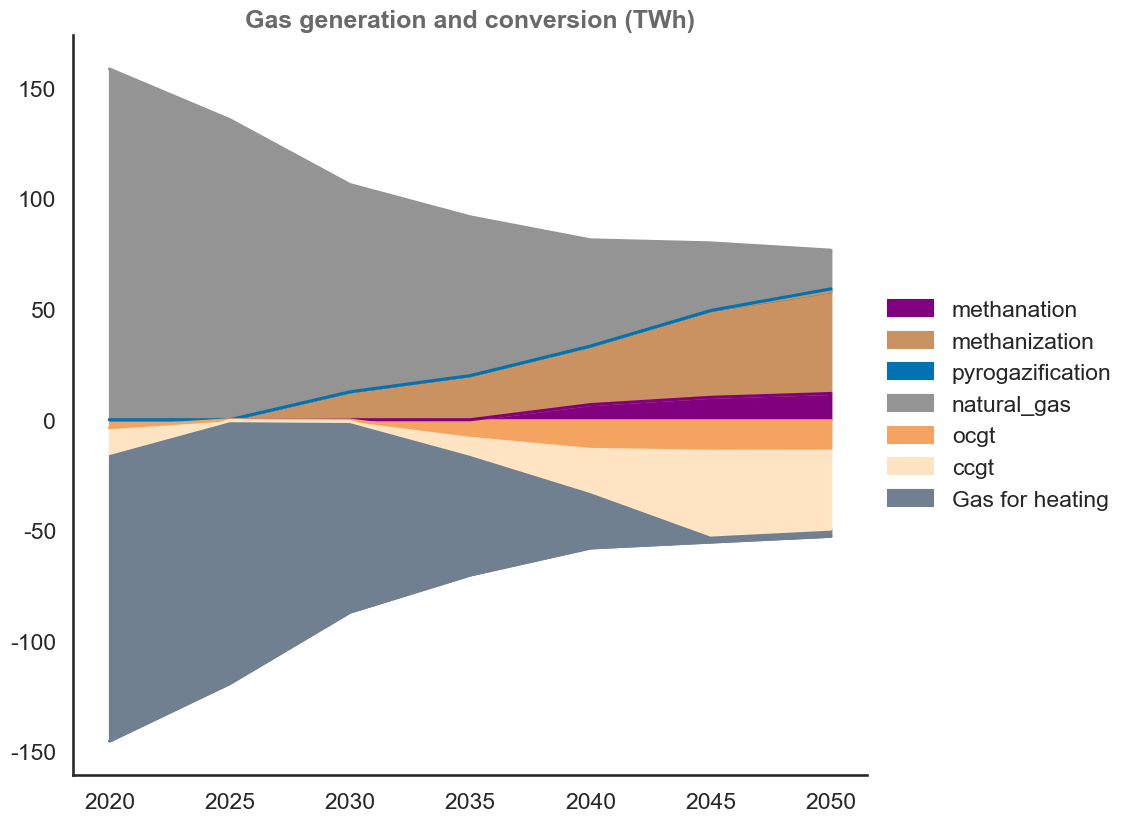 Gas generation and conversion (TWh)
150
100
50
0
-50
-100
-150
2020 2025 2030 2035 2040 2045 2050
methanation
methanization
pyrogazification
natural_gas
ocgt
ccgt
Gas for heating